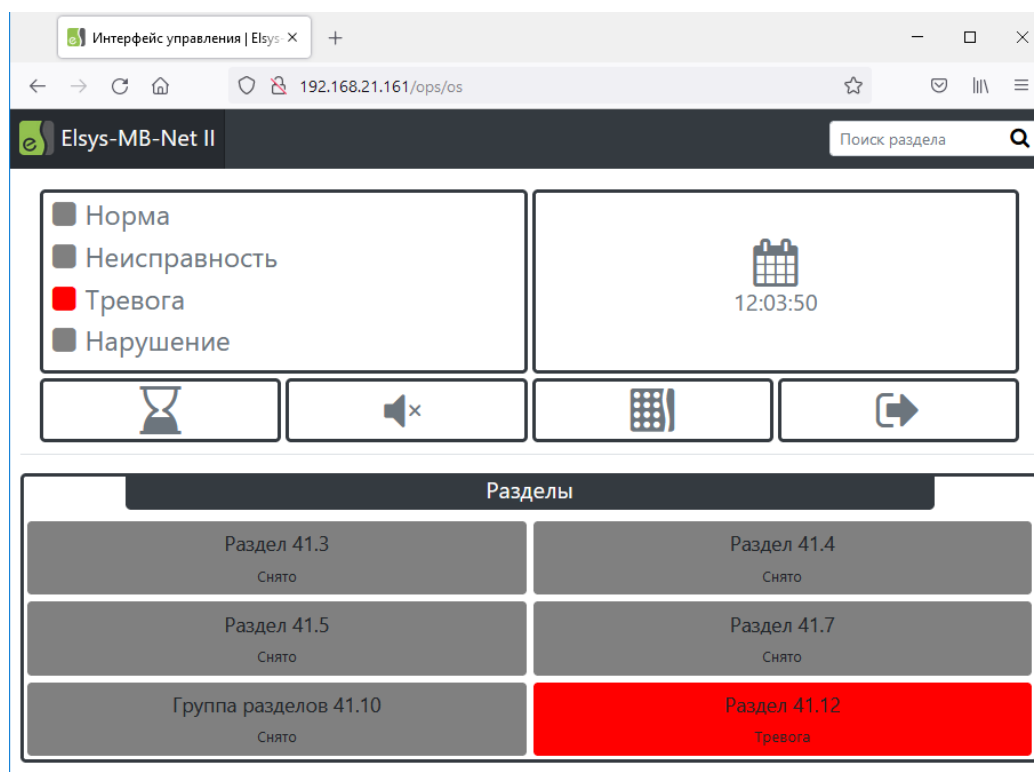 Интерфейс управления | Elsys-
192.168.21.161/ops/os
Elsys-MB-Net II
Поиск раздела
Норма
Неисправность
Тревога
Нарушение
12:03:50
Разделы
Раздел 41.3
Снято
Раздел 41.4
Снято
Раздел 41.5
Снято
Раздел 41.7
Снято
Группа разделов 41.10
Снято
Раздел 41.12
Тревога